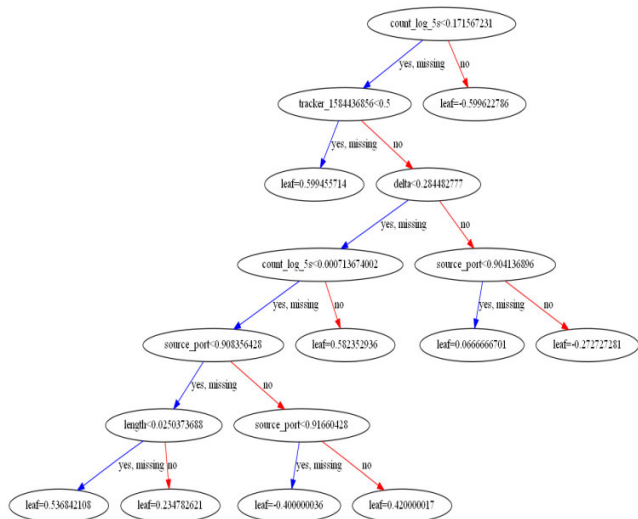 count_log_5s<0.171567231
yes, missing
no
tracker_1584436856<0.5
leaf=-0.599622786
yes, missing
no
leaf=0.599455714
delta<0.284482777
yes, missing
no
count_log_5s<0.000713674002
source_port<0.904136896
yes, missing
no
yes, missing
no
source_port<0.908356428
leaf=0.582352936
leaf=0.0666666701
leaf=-0.272727281
yes, missing
no
length<0.0250373688
source_port<0.91660428
yes, missing
no
yes, missing
no
leaf=0.536842108
leaf=0.234782621
leaf=-0.400000036
leaf=0.420000017